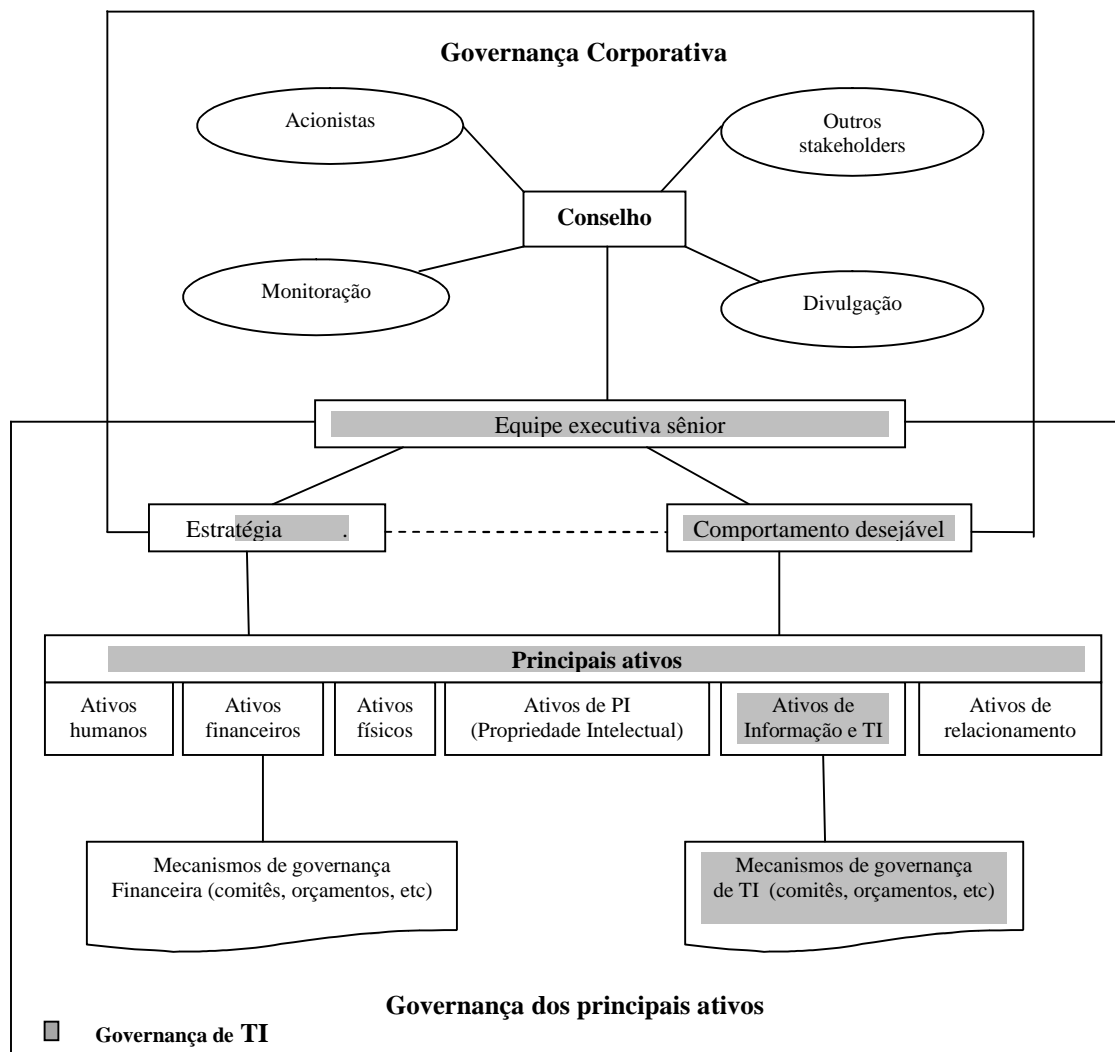 Governança Corporativa
Acionistas
Outros
stakeholders
Conselho
Monitoração
Divulgação
Equipe executiva sênior
Estratégia .
Comportamento desejável
Principais ativos
Ativos
humanos
Ativos
financeiros
Ativos
físicos
Ativos de PI
(Propriedade Intelectual)
Ativos de
Informação e TI
Ativos de
relacionamento
Mecanismos de governança
Financeira (comitês, orçamentos, etc)
Mecanismos de governança
de TI (comitês, orçamentos, etc)
Governança dos principais ativos
Governança de TI